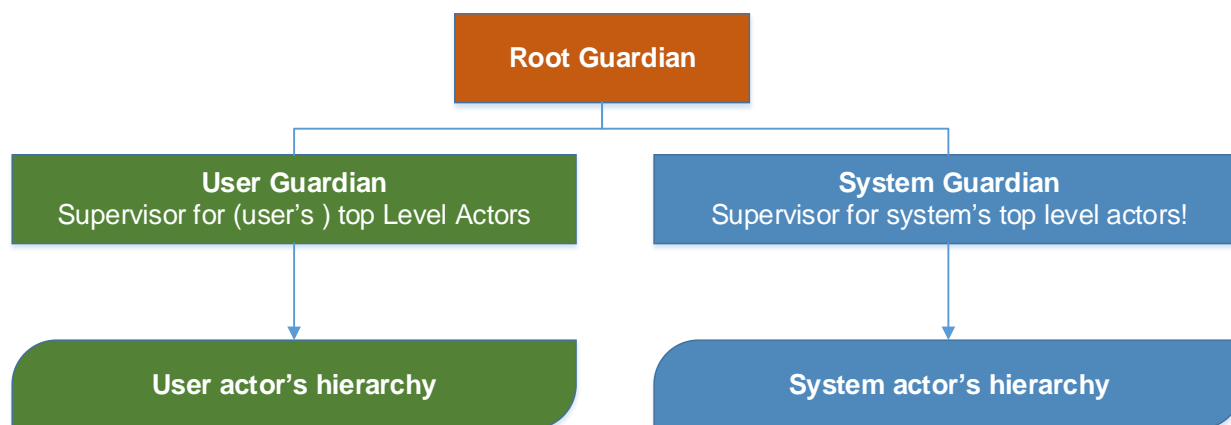 Root Guardian
User Guardian
Supervisor for (user’s ) top Level Actors
System Guardian
Supervisor for system’s top level actors!
User actor’s hierarchy
System actor’s hierarchy